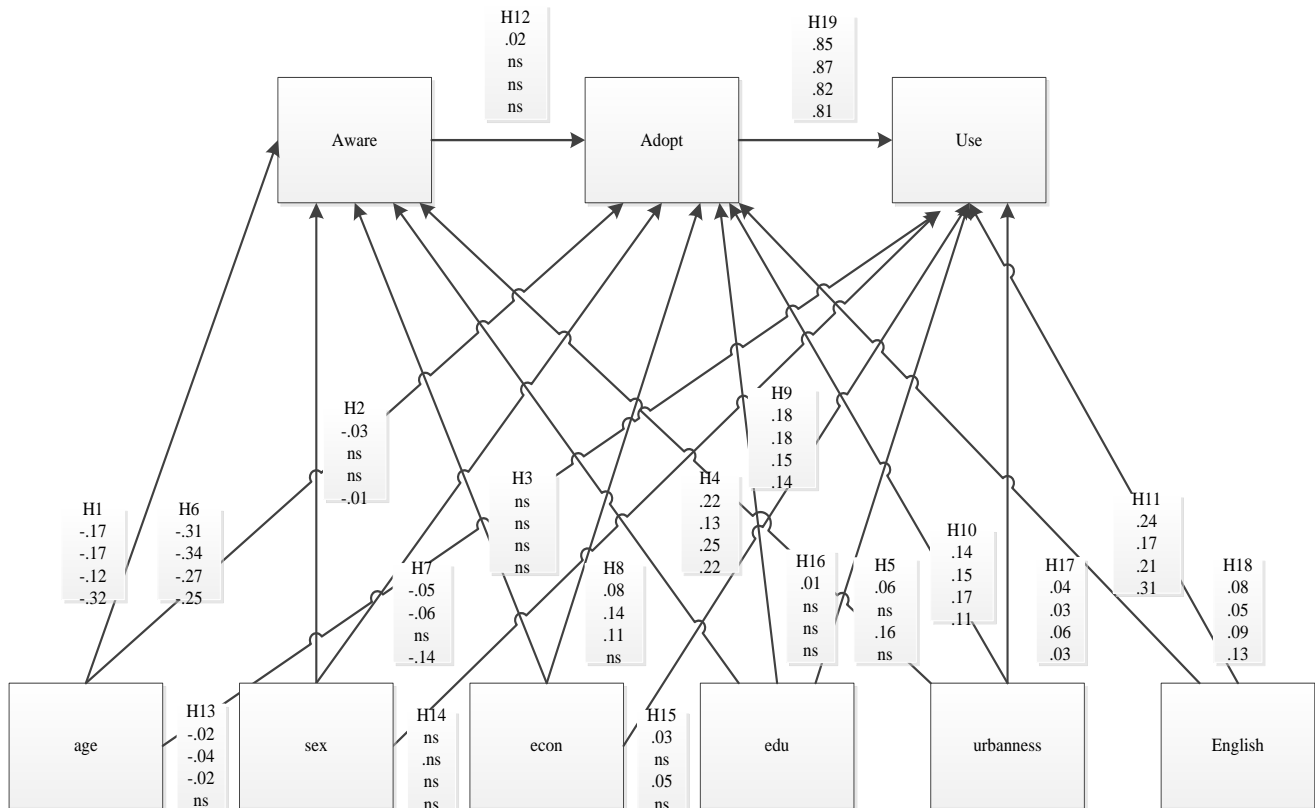 H12
.02
ns
ns
ns
H19
.85
.87
.82
.81
Aware
Adopt
Use
H2
-.03
ns
ns
-.01
H9
.18
.18
.15
.14
H3
ns
ns
ns
ns
H4
.22
.13
.25
.22
H1
-.17
-.17
-.12
-.32
H6
-.31
-.34
-.27
-.25
H11
.24
.17
.21
.31
H10
.14
.15
.17
.11
H7
-.05
-.06
ns
-.14
H8
.08
.14
.11
ns
H16
.01
ns
ns
ns
H5
.06
ns
.16
ns
H17
.04
.03
.06
.03
H18
.08
.05
.09
.13
H13
-.02
-.04
-.02
ns
H14
ns
.ns
ns
ns
H15
.03
ns
.05
ns
age
sex
econ
edu
urbanness
English